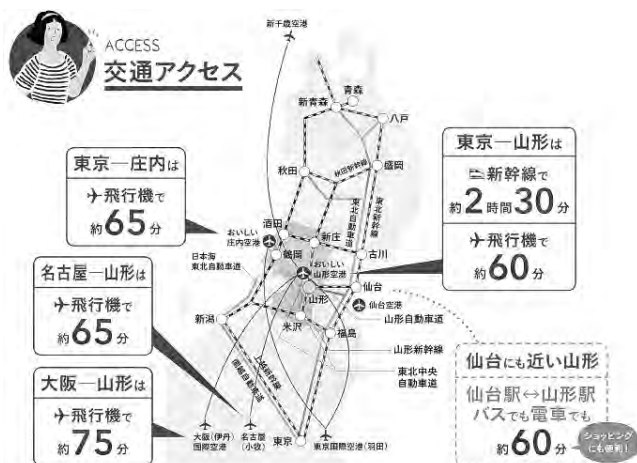 ACCESS
交通アクセス
新千歳空港
青森
新青森
八戸
秋田
秋田新幹線
盛岡
東北自動車道
東北新幹線
東京―庄内は
飛行機で
約65分
酒田
おいしい
庄内空港
鶴岡
日本海
東北自動車道
新庄
古川
おいしい
山形空港
山形
仙台
仙台空港
山形自動車道
名古屋―山形は
飛行機で
約65分
新潟
米沢
福島
山形新幹線
東北中央
自動車道
上越新幹線
関越自動車道
大阪―山形は
飛行機で
約75分
大阪(伊丹)
国際空港
名古屋
(小牧)
東京
東京国際空港(羽田)
東京―山形は
新幹線で
約2時間30分
飛行機で
約60分
仙台にも近い山形
仙台駅↔山形駅
バスでも電車でも
約60分
ショッピング
にも便利!